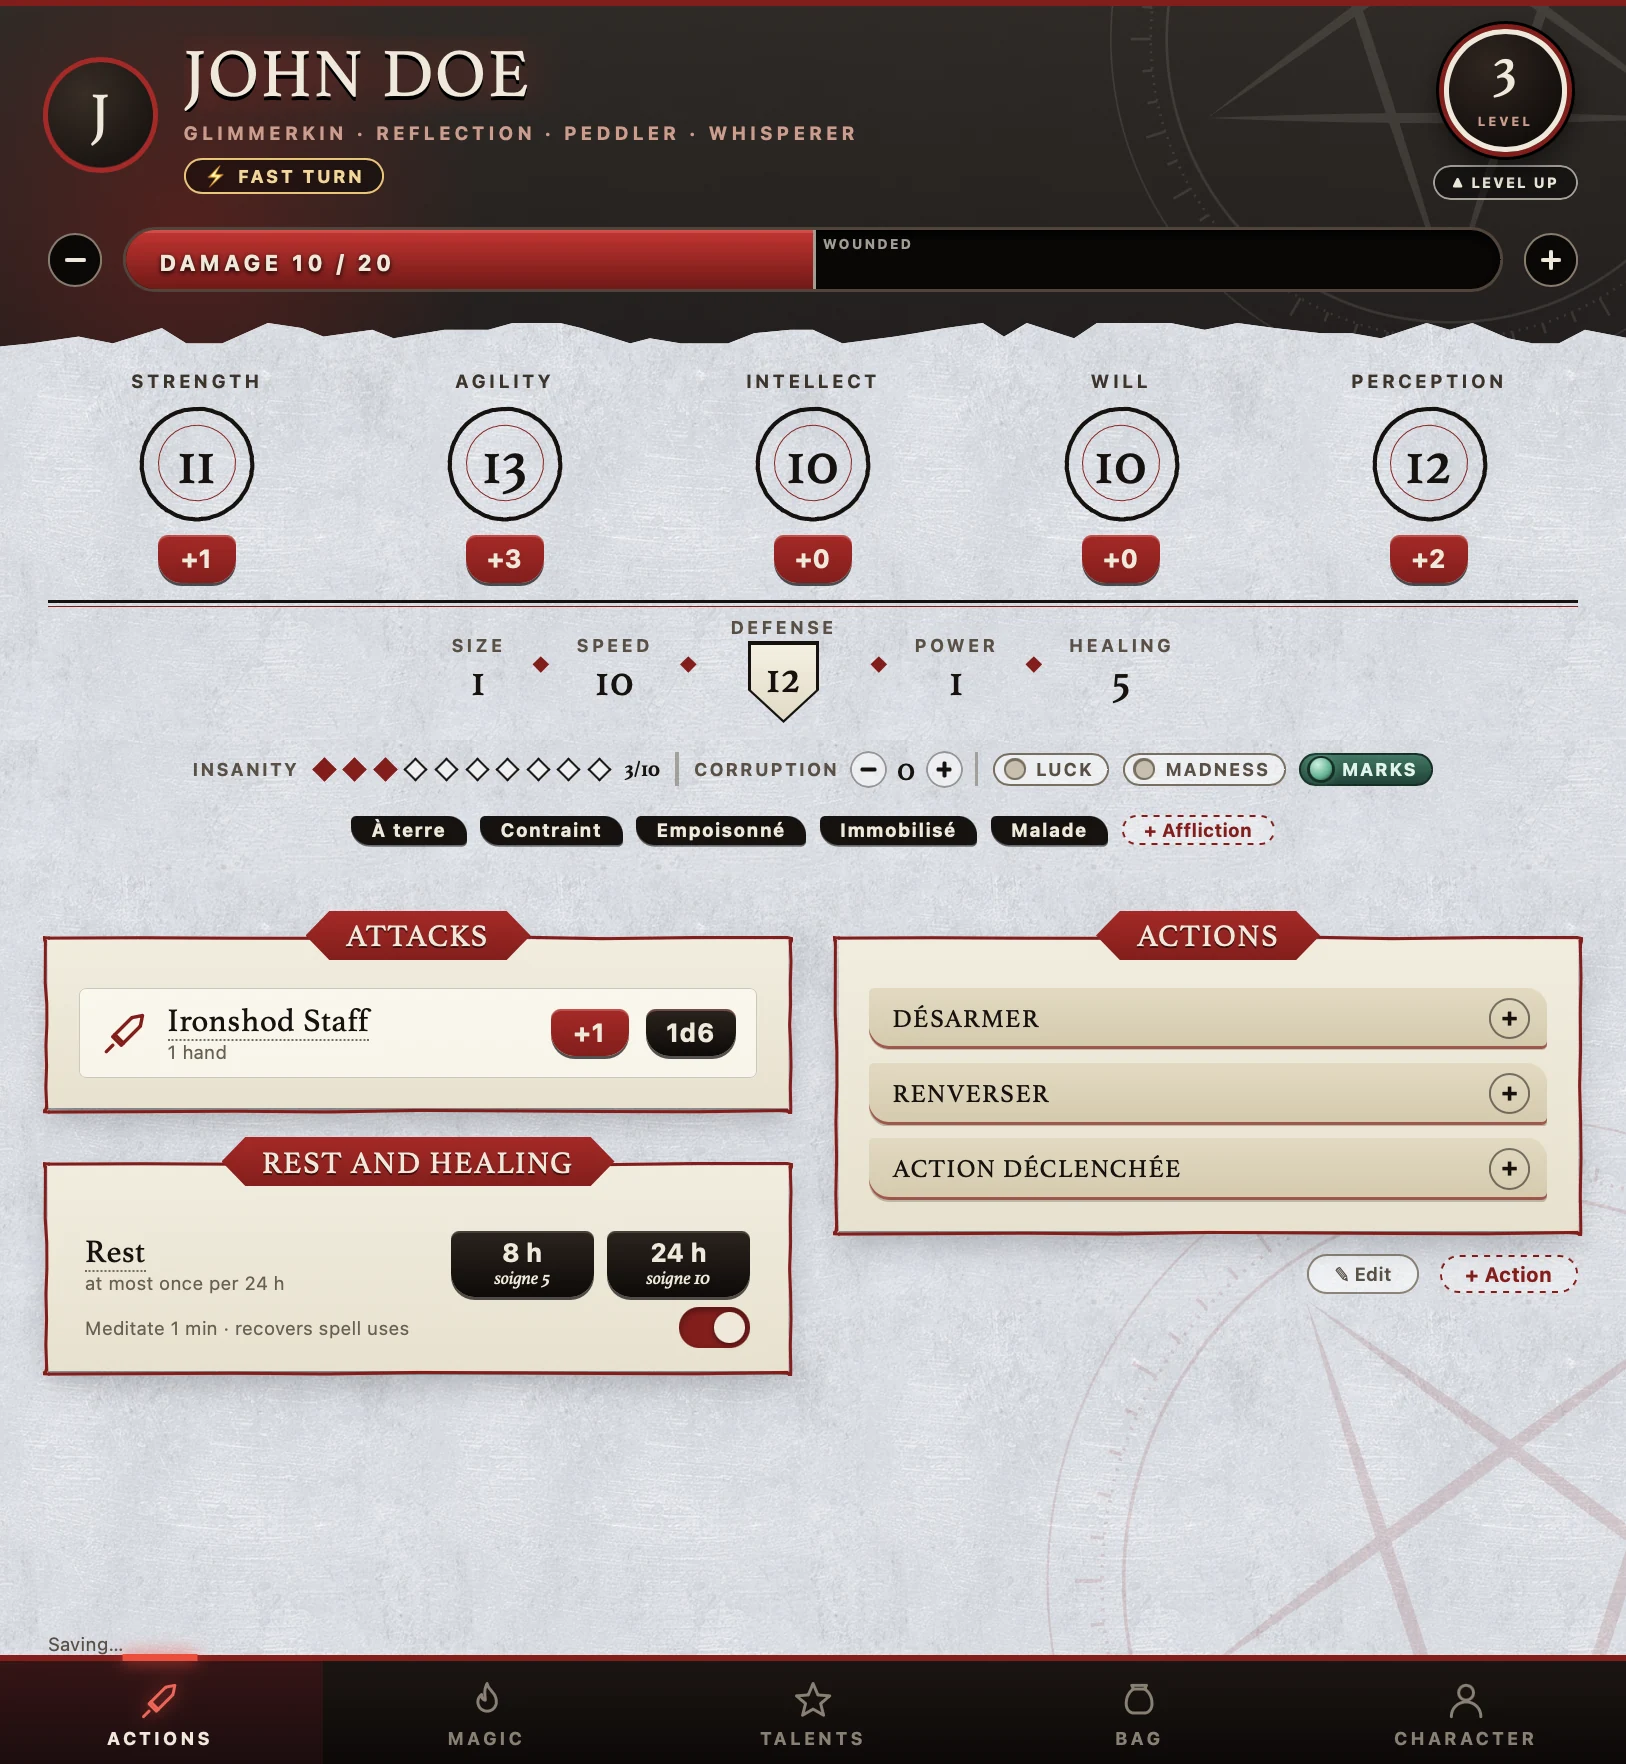 J
JOHN DOE
GLIMMERKIN · REFLECTION · PEDDLER · WHISPERER
⚡ FAST TURN
3
LEVEL
▲ LEVEL UP
−
DAMAGE 10 / 20
WOUNDED
+
STRENGTH AGILITY INTELLECT WILL PERCEPTION
11 13 10 10 12
+1 +3 +0 +0 +2
SIZE SPEED DEFENSE POWER HEALING
1 10 12 1 5
INSANITY 3/10 CORRUPTION − 0 + LUCK MADNESS MARKS
À terre Contraint Empoisonné Immobilisé Malade + Affliction
ATTACKS
Ironshod Staff +1 1d6
1 hand
REST AND HEALING
Rest 8 h 24 h
at most once per 24 h soigne 5 soigne 10
Meditate 1 min · recovers spell uses
ACTIONS
DÉSARMER +
RENVERSER +
ACTION DÉCLENCHÉE +
✎ Edit + Action
Saving...
ACTIONS MAGIC TALENTS BAG CHARACTER